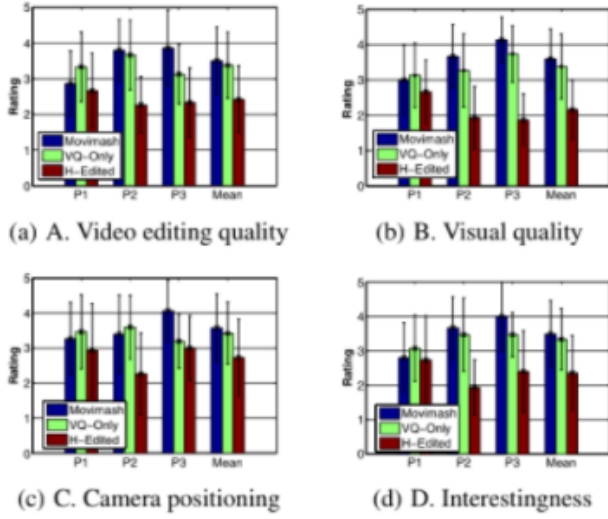 5
4
3
2
1
0
Rating
Movimash
VQ-Only
H-Edited
P1 P2 P3 Mean
(a) A. Video editing quality
5
4
3
2
1
0
Rating
Movimash
VQ-Only
H-Edited
P1 P2 P3 Mean
(b) B. Visual quality
5
4
3
2
1
0
Rating
Movimash
VQ-Only
H-Edited
P1 P2 P3 Mean
(c) C. Camera positioning
5
4
3
2
1
0
Rating
Movimash
VQ-Only
H-Edited
P1 P2 P3 Mean
(d) D. Interestingness